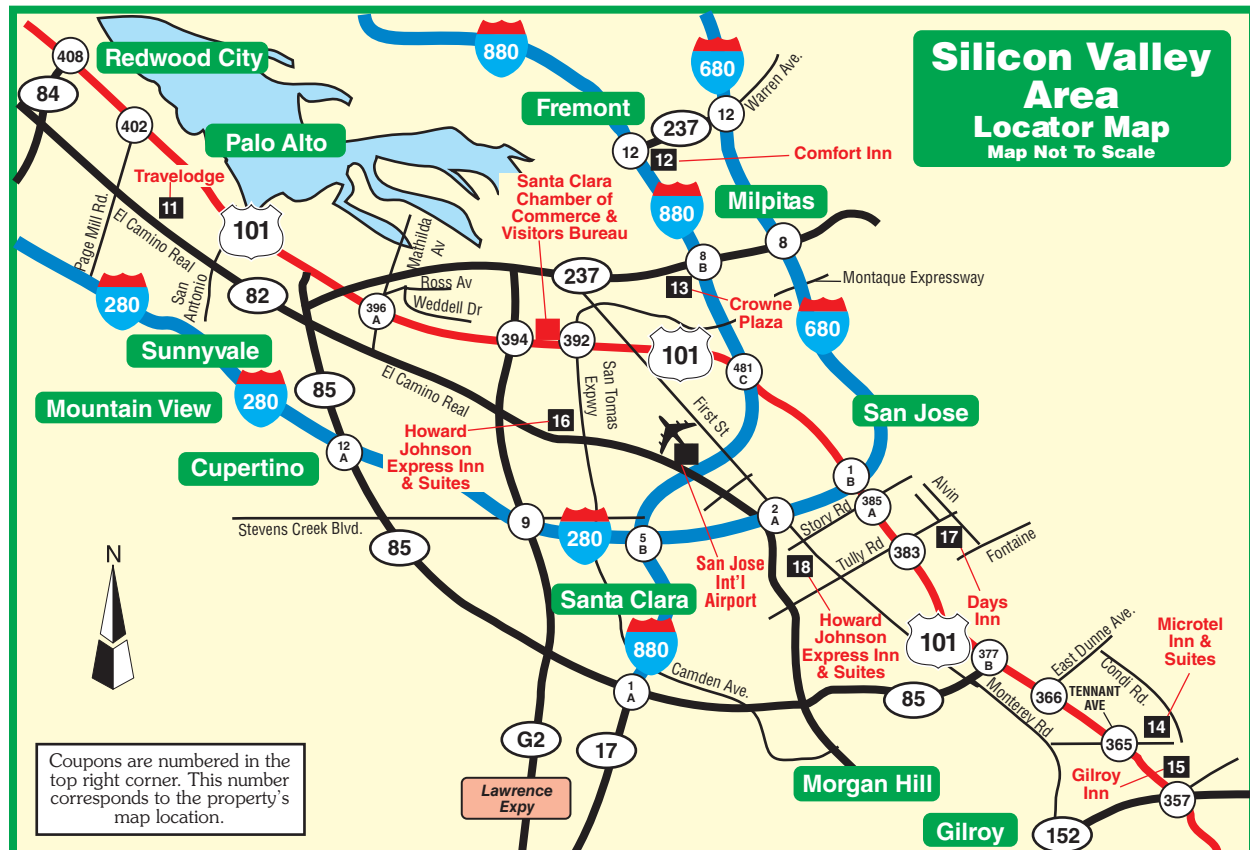 Silicon Valley
Area
Locator Map
Map Not To Scale
408
Redwood City
84
402
Palo Alto
880
680
Warren Ave.
Fremont
237
12
12
12
Comfort Inn
Travelodge
11
Page Mill Rd.
El Camino Real
San
Antonio
101
Santa Clara
Chamber of
Commerce &
Visitors Bureau
880
Milpitas
8
8
B
237
13
Crowne
Plaza
Montaque Expressway
Mathilda
Av
Ross Av
Weddell Dr
280
82
396
A
394
392
101
680
481
C
Sunnyvale
280
85
El Camino Real
San Tomas
Expwy
First St
Mountain View
San Jose
16
Howard
Johnson
Express Inn
& Suites
12
A
Cupertino
1
B
Stevens Creek Blvd.
9
280
5
B
2
A
Story Rd
385
A
Alvin
Tully Rd
383
17
Fontaine
85
San Jose
Int'l
Airport
18
Howard
Johnson
Express Inn
& Suites
Days
Inn
N
Santa Clara
880
101
377
B
East Dunne Ave.
Condi Rd.
Microtel
Inn &
Suites
1
A
Camden Ave.
85
Monterey Rd
366
TENNANT
AVE
365
14
G2
17
15
Gilroy
Inn
357
Lawrence
Expy
Morgan Hill
Gilroy
152
Coupons are numbered in the
top right corner. This number
corresponds to the property's
map location.